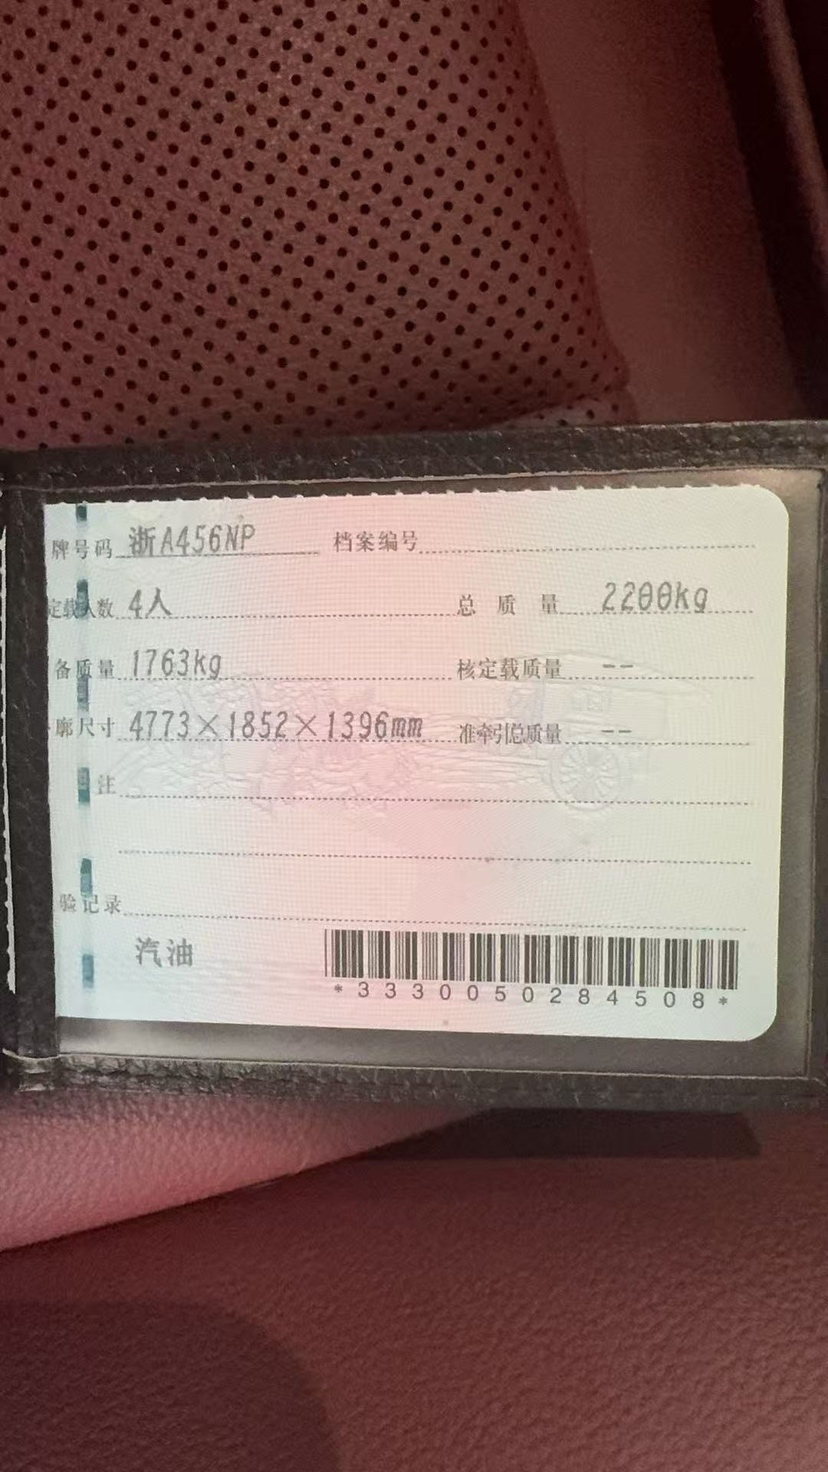 牌号码 浙A456NP 档案编号
定载人数 4人 总质量 2200kg
备质量 1763kg 核定载质量 --
廓尺寸 4773×1852×1396mm 准牵引总质量 --
注
验记录
汽油
*3330050284508*